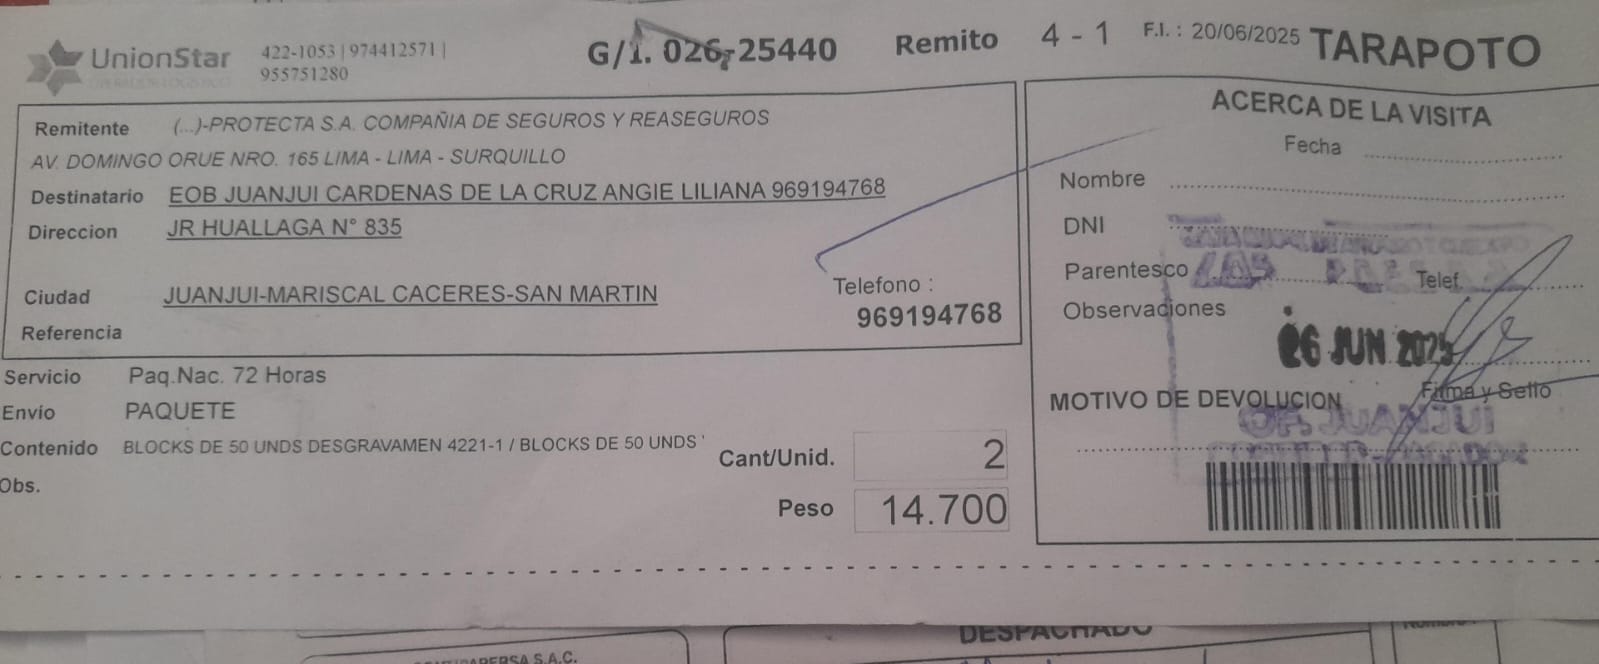 UnionStar
422-1053 | 974412571 |
955751280
G/1. 026-25440
Remito 4 - 1
F.I. : 20/06/2025
TARAPOTO
Remitente (...)-PROTECTA S.A. COMPAÑIA DE SEGUROS Y REASEGUROS
AV. DOMINGO ORUE NRO. 165 LIMA - LIMA - SURQUILLO
Destinatario EOB JUANJUI CARDENAS DE LA CRUZ ANGIE LILIANA 969194768
Direccion JR HUALLAGA N° 835
Ciudad JUANJUI-MARISCAL CACERES-SAN MARTIN
Telefono :
969194768
Referencia
Servicio Paq.Nac. 72 Horas
Envío PAQUETE
Contenido BLOCKS DE 50 UNDS DESGRAVAMEN 4221-1 / BLOCKS DE 50 UNDS '
Obs.
Cant/Unid. 2
Peso 14.700
ACERCA DE LA VISITA
Fecha
Nombre
DNI
Parentesco Telef.
Observaciones
26 JUN 2025
Firma y Sello
MOTIVO DE DEVOLUCION
OF. JUANJUI
DESPACHADO
S.A.C.